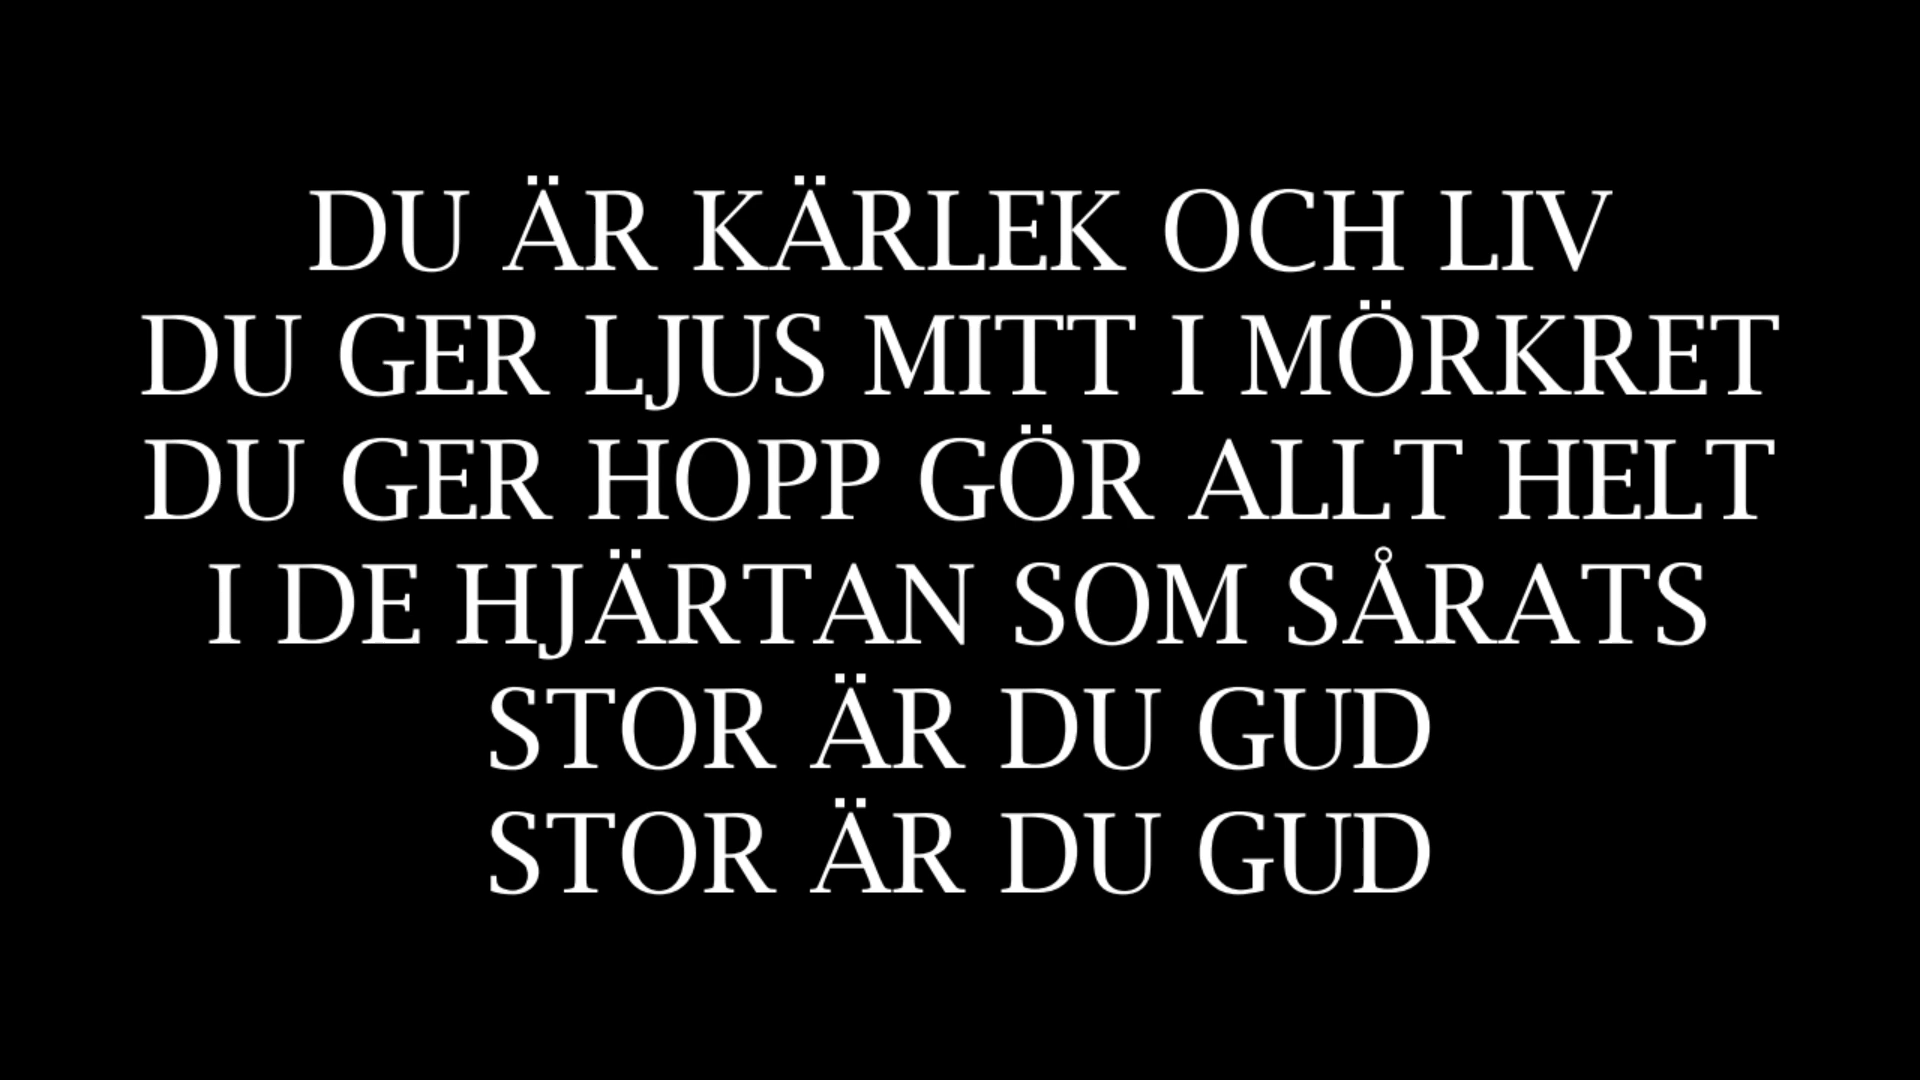 DU ÄR KÄRLEK OCH LIV
DU GER LJUS MITT I MÖRKRET
DU GER HOPP GÖR ALLT HELT
I DE HJÄRTAN SOM SÅRATS
STOR ÄR DU GUD
STOR ÄR DU GUD